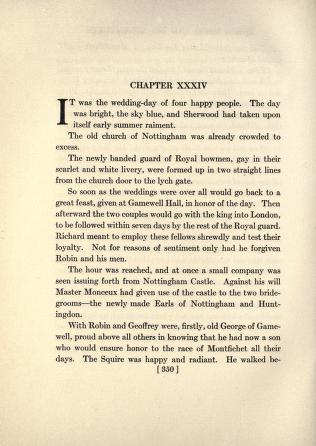 CHAPTER XXXIV
IT was the wedding-day of four happy people. The day
was bright, the sky blue, and Sherwood had taken upon
itself early summer raiment.
The old church of Nottingham was already crowded to
excess.
The newly banded guard of Royal bowmen, gay in their
scarlet and white livery, were formed up in two straight lines
from the church door to the lych gate.
So soon as the weddings were over all would go back to a
great feast, given at Gamewell Hall, in honor of the day. Then
afterward the two couples would go with the king into London,
to be followed within seven days by the rest of the Royal guard.
Richard meant to employ these fellows shrewdly and test their
loyalty. Not for reasons of sentiment only had he forgiven
Robin and his men.
The hour was reached, and at once a small company was
seen issuing forth from Nottingham Castle. Against his will
Master Monceux had given use of the castle to the two bride-
grooms—the newly made Earls of Nottingham and Hunt-
ingdon.
With Robin and Geoffrey were, firstly, old George of Game-
well, proud above all others in knowing that he had now a son
who would ensure honor to the race of Montfichet all their
days. The Squire was happy and radiant. He walked be-
[ 350 ]